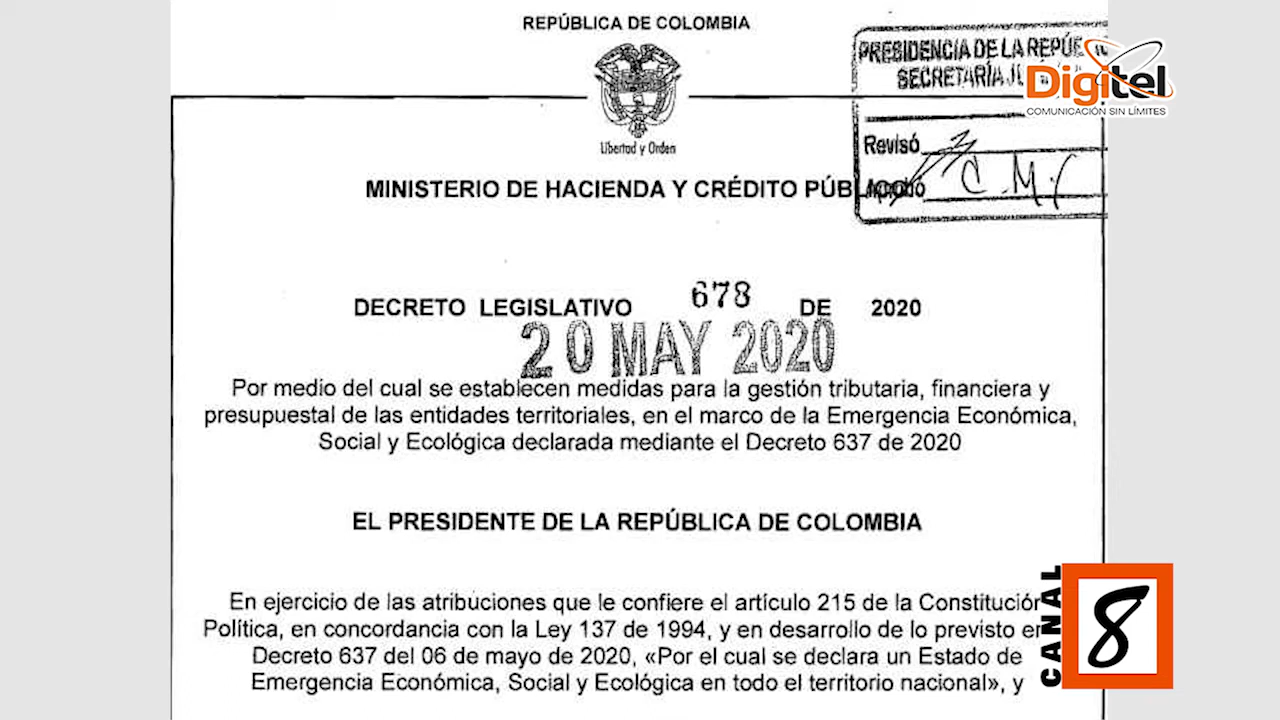 REPÚBLICA DE COLOMBIA
Libertad y Orden
PRESIDENCIA DE LA REPÚ
SECRETARÍA
Digitel
COMUNICACIÓN SIN LÍMITES
Revisó
C.M.
MINISTERIO DE HACIENDA Y CRÉDITO PÚBLICO
DECRETO LEGISLATIVO 678 DE 2020
20 MAY 2020
Por medio del cual se establecen medidas para la gestión tributaria, financiera y
presupuestal de las entidades territoriales, en el marco de la Emergencia Económica,
Social y Ecológica declarada mediante el Decreto 637 de 2020
EL PRESIDENTE DE LA REPÚBLICA DE COLOMBIA
En ejercicio de las atribuciones que le confiere el artículo 215 de la Constitución
Política, en concordancia con la Ley 137 de 1994, y en desarrollo de lo previsto en
Decreto 637 del 06 de mayo de 2020, «Por el cual se declara un Estado de
Emergencia Económica, Social y Ecológica en todo el territorio nacional», y
CANAL
8